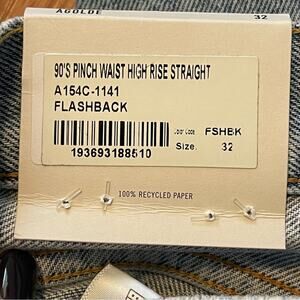 AGOLDE
32
90'S PINCH WAIST HIGH RISE STRAIGHT
A154C-1141
FLASHBACK
FSHBK
Size. 32
193693188510
100% RECYCLED PAPER